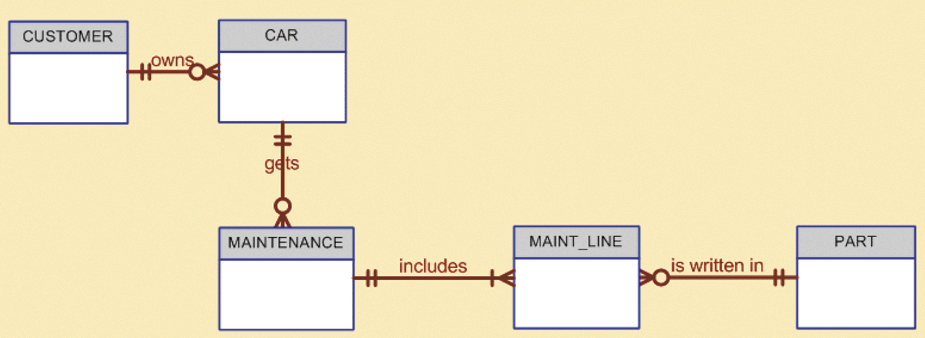 CUSTOMER
owns
CAR
gets
MAINTENANCE
includes
MAINT_LINE
is written in
PART